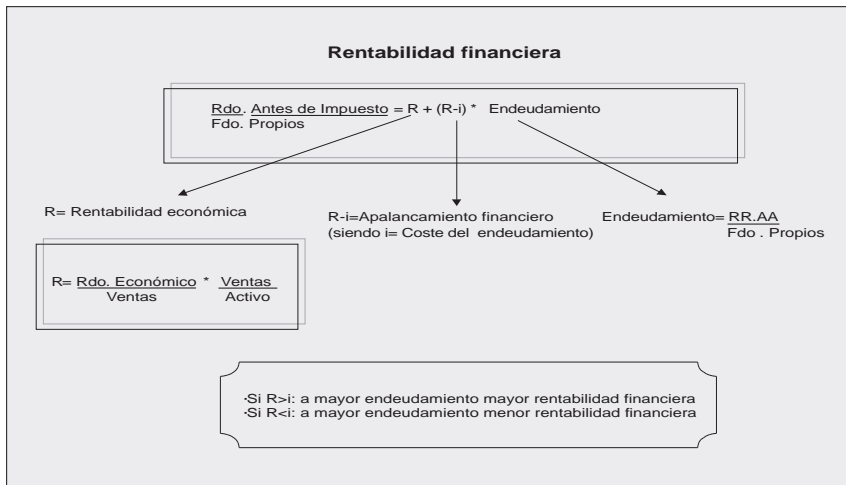 Rentabilidad financiera
Rdo. Antes de Impuesto = R + (R-i) * Endeudamiento
Fdo. Propios
R= Rentabilidad económica
R-i=Apalancamiento financiero
(siendo i= Coste del endeudamiento)
Endeudamiento= RR.AA
Fdo . Propios
R= Rdo. Económico * Ventas
Ventas Activo
·Si R>i: a mayor endeudamiento mayor rentabilidad financiera
·Si R<i: a mayor endeudamiento menor rentabilidad financiera